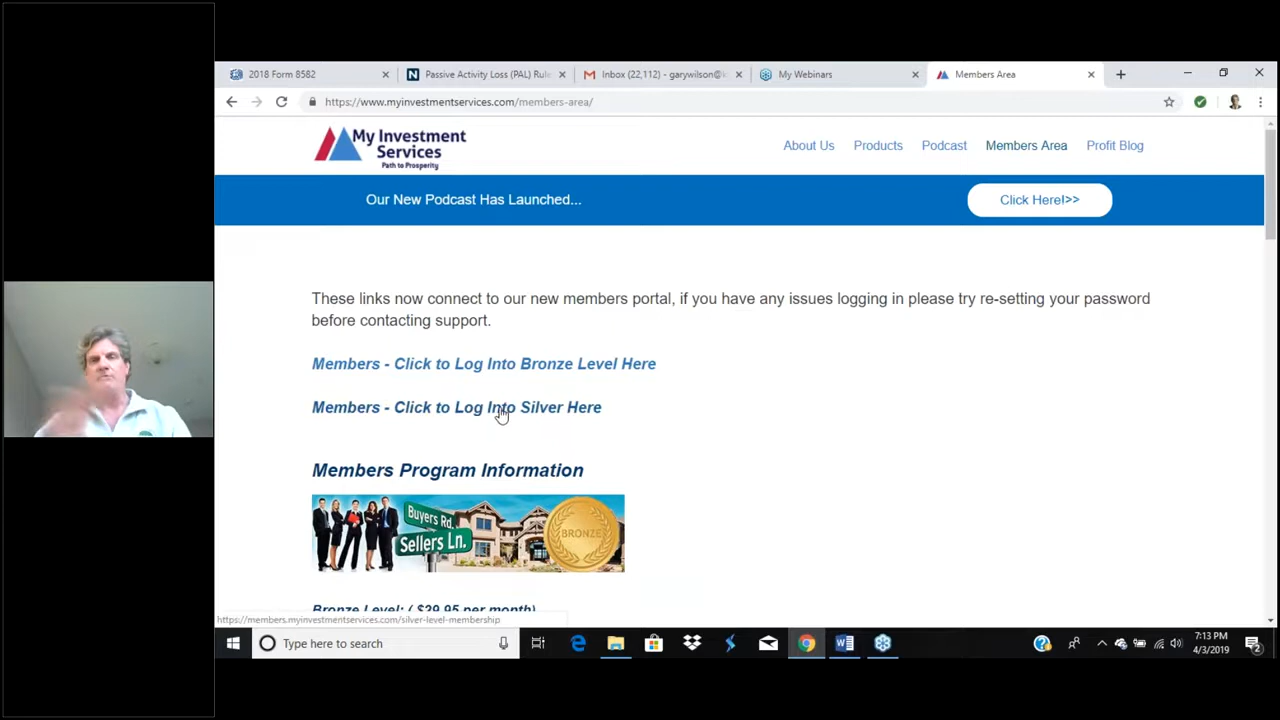 2018 Form 8582
Passive Activity Loss (PAL) Rule
Inbox (22,112) - garywilson@
My Webinars
Members Area
https://www.myinvestmentservices.com/members-area/
My Investment
Services
Path to Prosperity
About Us
Products
Podcast
Members Area
Profit Blog
Our New Podcast Has Launched...
Click Here!>>
These links now connect to our new members portal, if you have any issues logging in please try re-setting your password
before contacting support.
Members - Click to Log Into Bronze Level Here
Members - Click to Log Into Silver Here
Members Program Information
Buyers Rd.
Sellers Ln.
BRONZE
Bronze Level: ( $29.95 per month)
https://members.myinvestmentservices.com/silver-level-membership
Type here to search
7:13 PM
4/3/2019
2